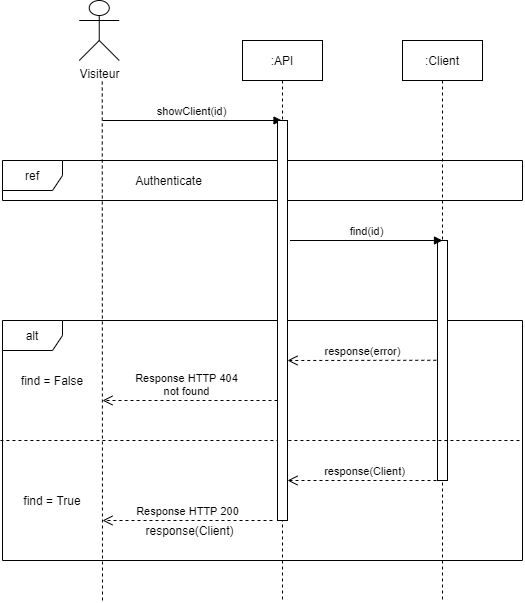 Visiteur
:API
:Client
showClient(id)
ref
Authenticate
find(id)
alt
response(error)
find = False
Response HTTP 404
not found
response(Client)
find = True
Response HTTP 200
response(Client)